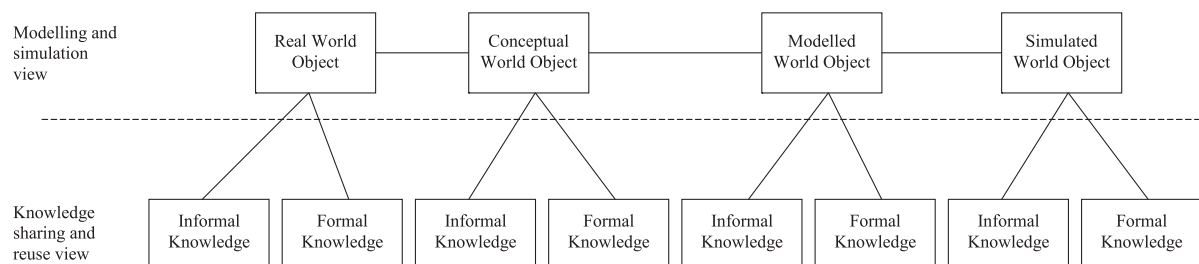 Modelling and
simulation
view
Real World
Object
Conceptual
World Object
Modelled
World Object
Simulated
World Object
Knowledge
sharing and
reuse view
Informal
Knowledge
Formal
Knowledge
Informal
Knowledge
Formal
Knowledge
Informal
Knowledge
Formal
Knowledge
Informal
Knowledge
Formal
Knowledge